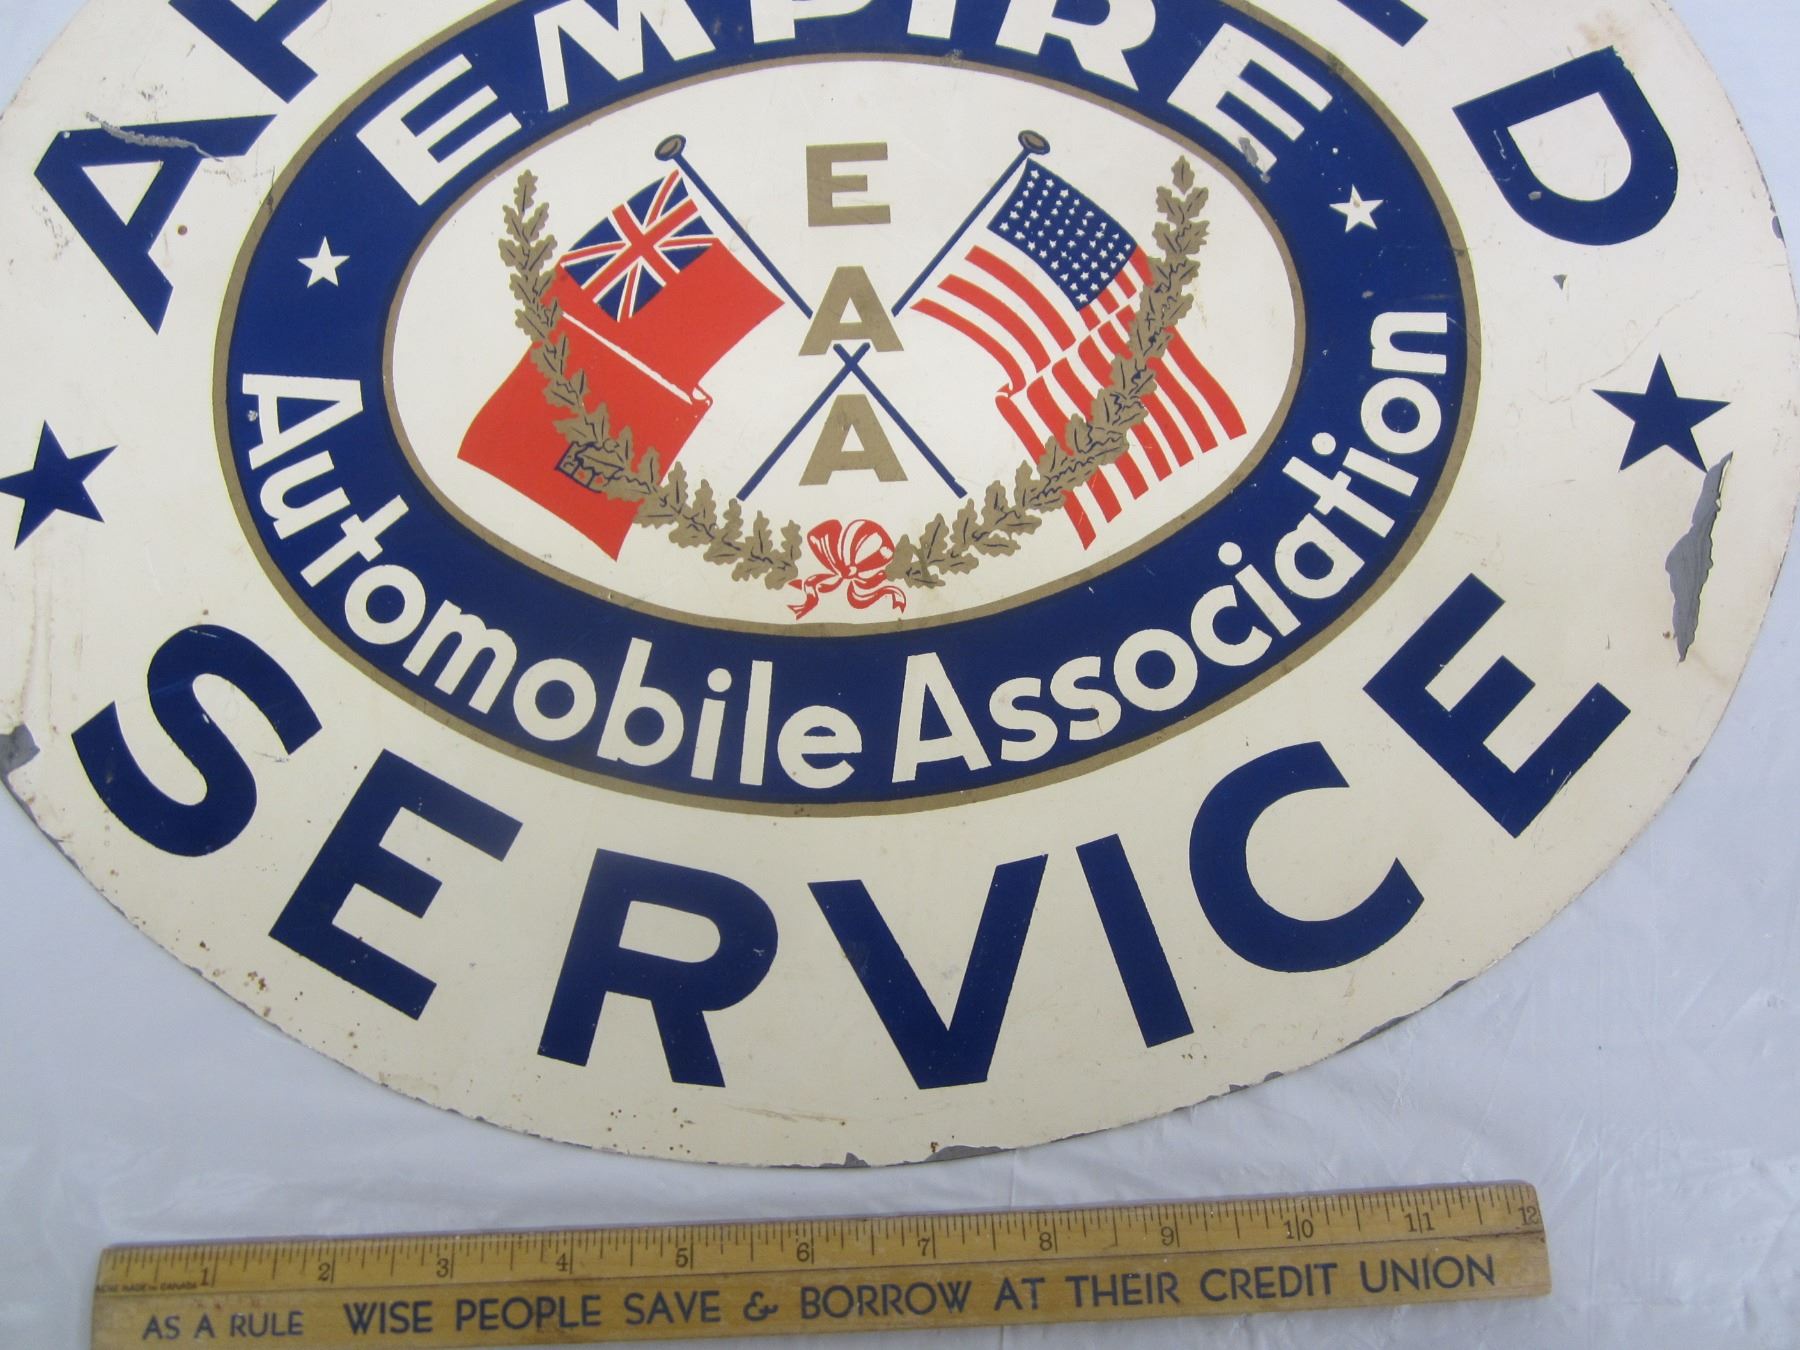 EMPIRE
E
A
A
Automobile Association
SERVICE
1 2 3 4 5 6 7 8 9 10 11 12
MADE IN CANADA
AS A RULE WISE PEOPLE SAVE & BORROW AT THEIR CREDIT UNION